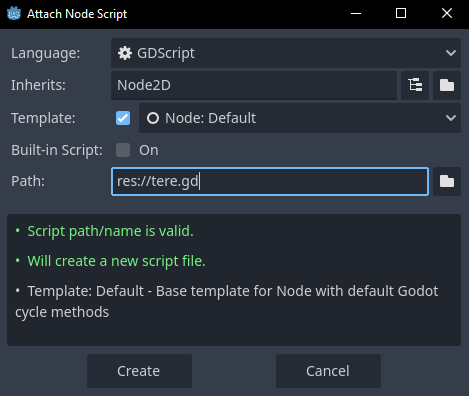 Attach Node Script
Language: GDScript
Inherits: Node2D
Template: Node: Default
Built-in Script: On
Path: res://tere.gd
• Script path/name is valid.
• Will create a new script file.
• Template: Default - Base template for Node with default Godot
cycle methods
Create Cancel